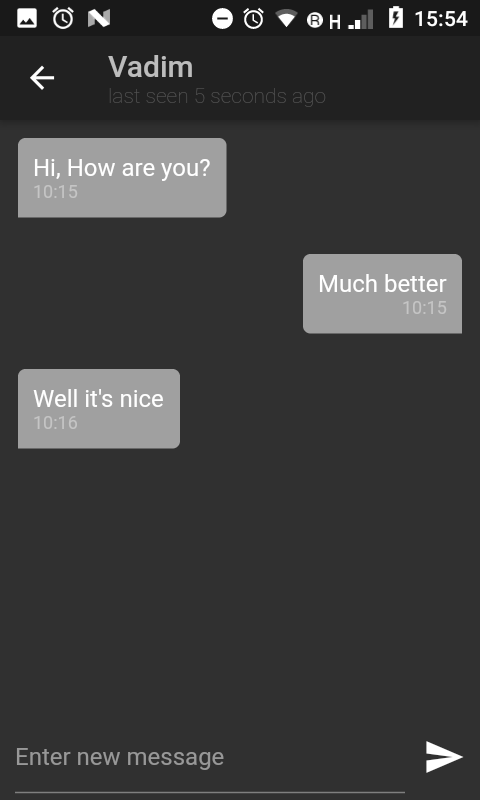 R H 15:54
Vadim
last seen 5 seconds ago
Hi, How are you?
10:15
Much better
10:15
Well it's nice
10:16
Enter new message